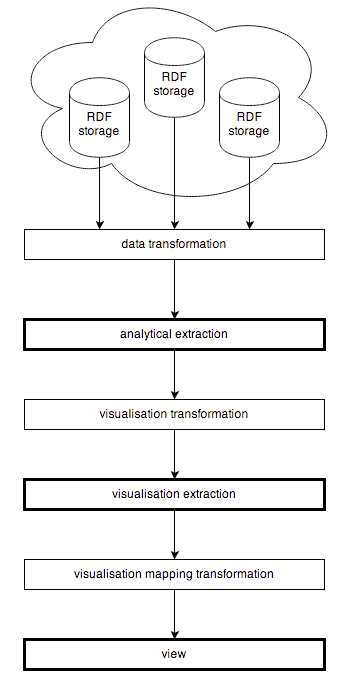 RDF
storage
RDF
storage
RDF
storage
data transformation
analytical extraction
visualisation transformation
visualisation extraction
visualisation mapping transformation
view